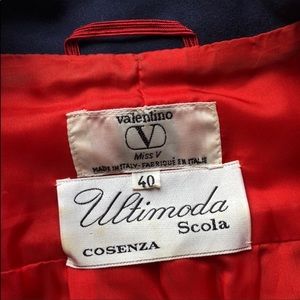 valentino
V
MISS V
MADE IN ITALY-FABRIQUÉ EN ITALIE
40
Ultimoda
Scola
COSENZA